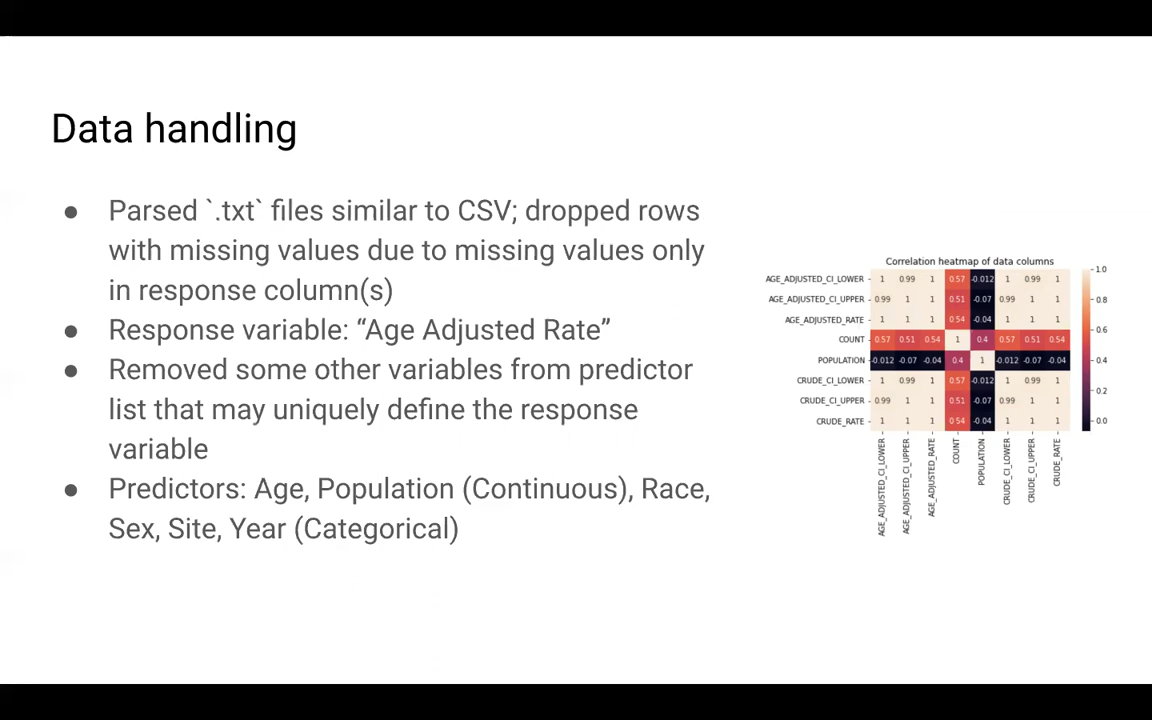 Data handling
● Parsed `.txt` files similar to CSV; dropped rows
with missing values due to missing values only
in response column(s)
● Response variable: “Age Adjusted Rate”
● Removed some other variables from predictor
list that may uniquely define the response
variable
● Predictors: Age, Population (Continuous), Race,
Sex, Site, Year (Categorical)
Correlation heatmap of data columns
AGE_ADJUSTED_CI_LOWER 1 0.99 1 0.57 -0.012 1 0.99 1
AGE_ADJUSTED_CI_UPPER 0.99 1 1 0.51 -0.07 0.99 1 1
AGE_ADJUSTED_RATE 1 1 1 0.54 -0.04 1 1 1
COUNT 0.57 0.51 0.54 1 0.4 0.57 0.51 0.54
POPULATION -0.012 -0.07 -0.04 0.4 1 -0.012 -0.07 -0.04
CRUDE_CI_LOWER 1 0.99 1 0.57 -0.012 1 0.99 1
CRUDE_CI_UPPER 0.99 1 1 0.51 -0.07 0.99 1 1
CRUDE_RATE 1 1 1 0.54 -0.04 1 1 1
AGE_ADJUSTED_CI_LOWER
AGE_ADJUSTED_CI_UPPER
AGE_ADJUSTED_RATE
COUNT
POPULATION
CRUDE_CI_LOWER
CRUDE_CI_UPPER
CRUDE_RATE
1.0
0.8
0.6
0.4
0.2
0.0